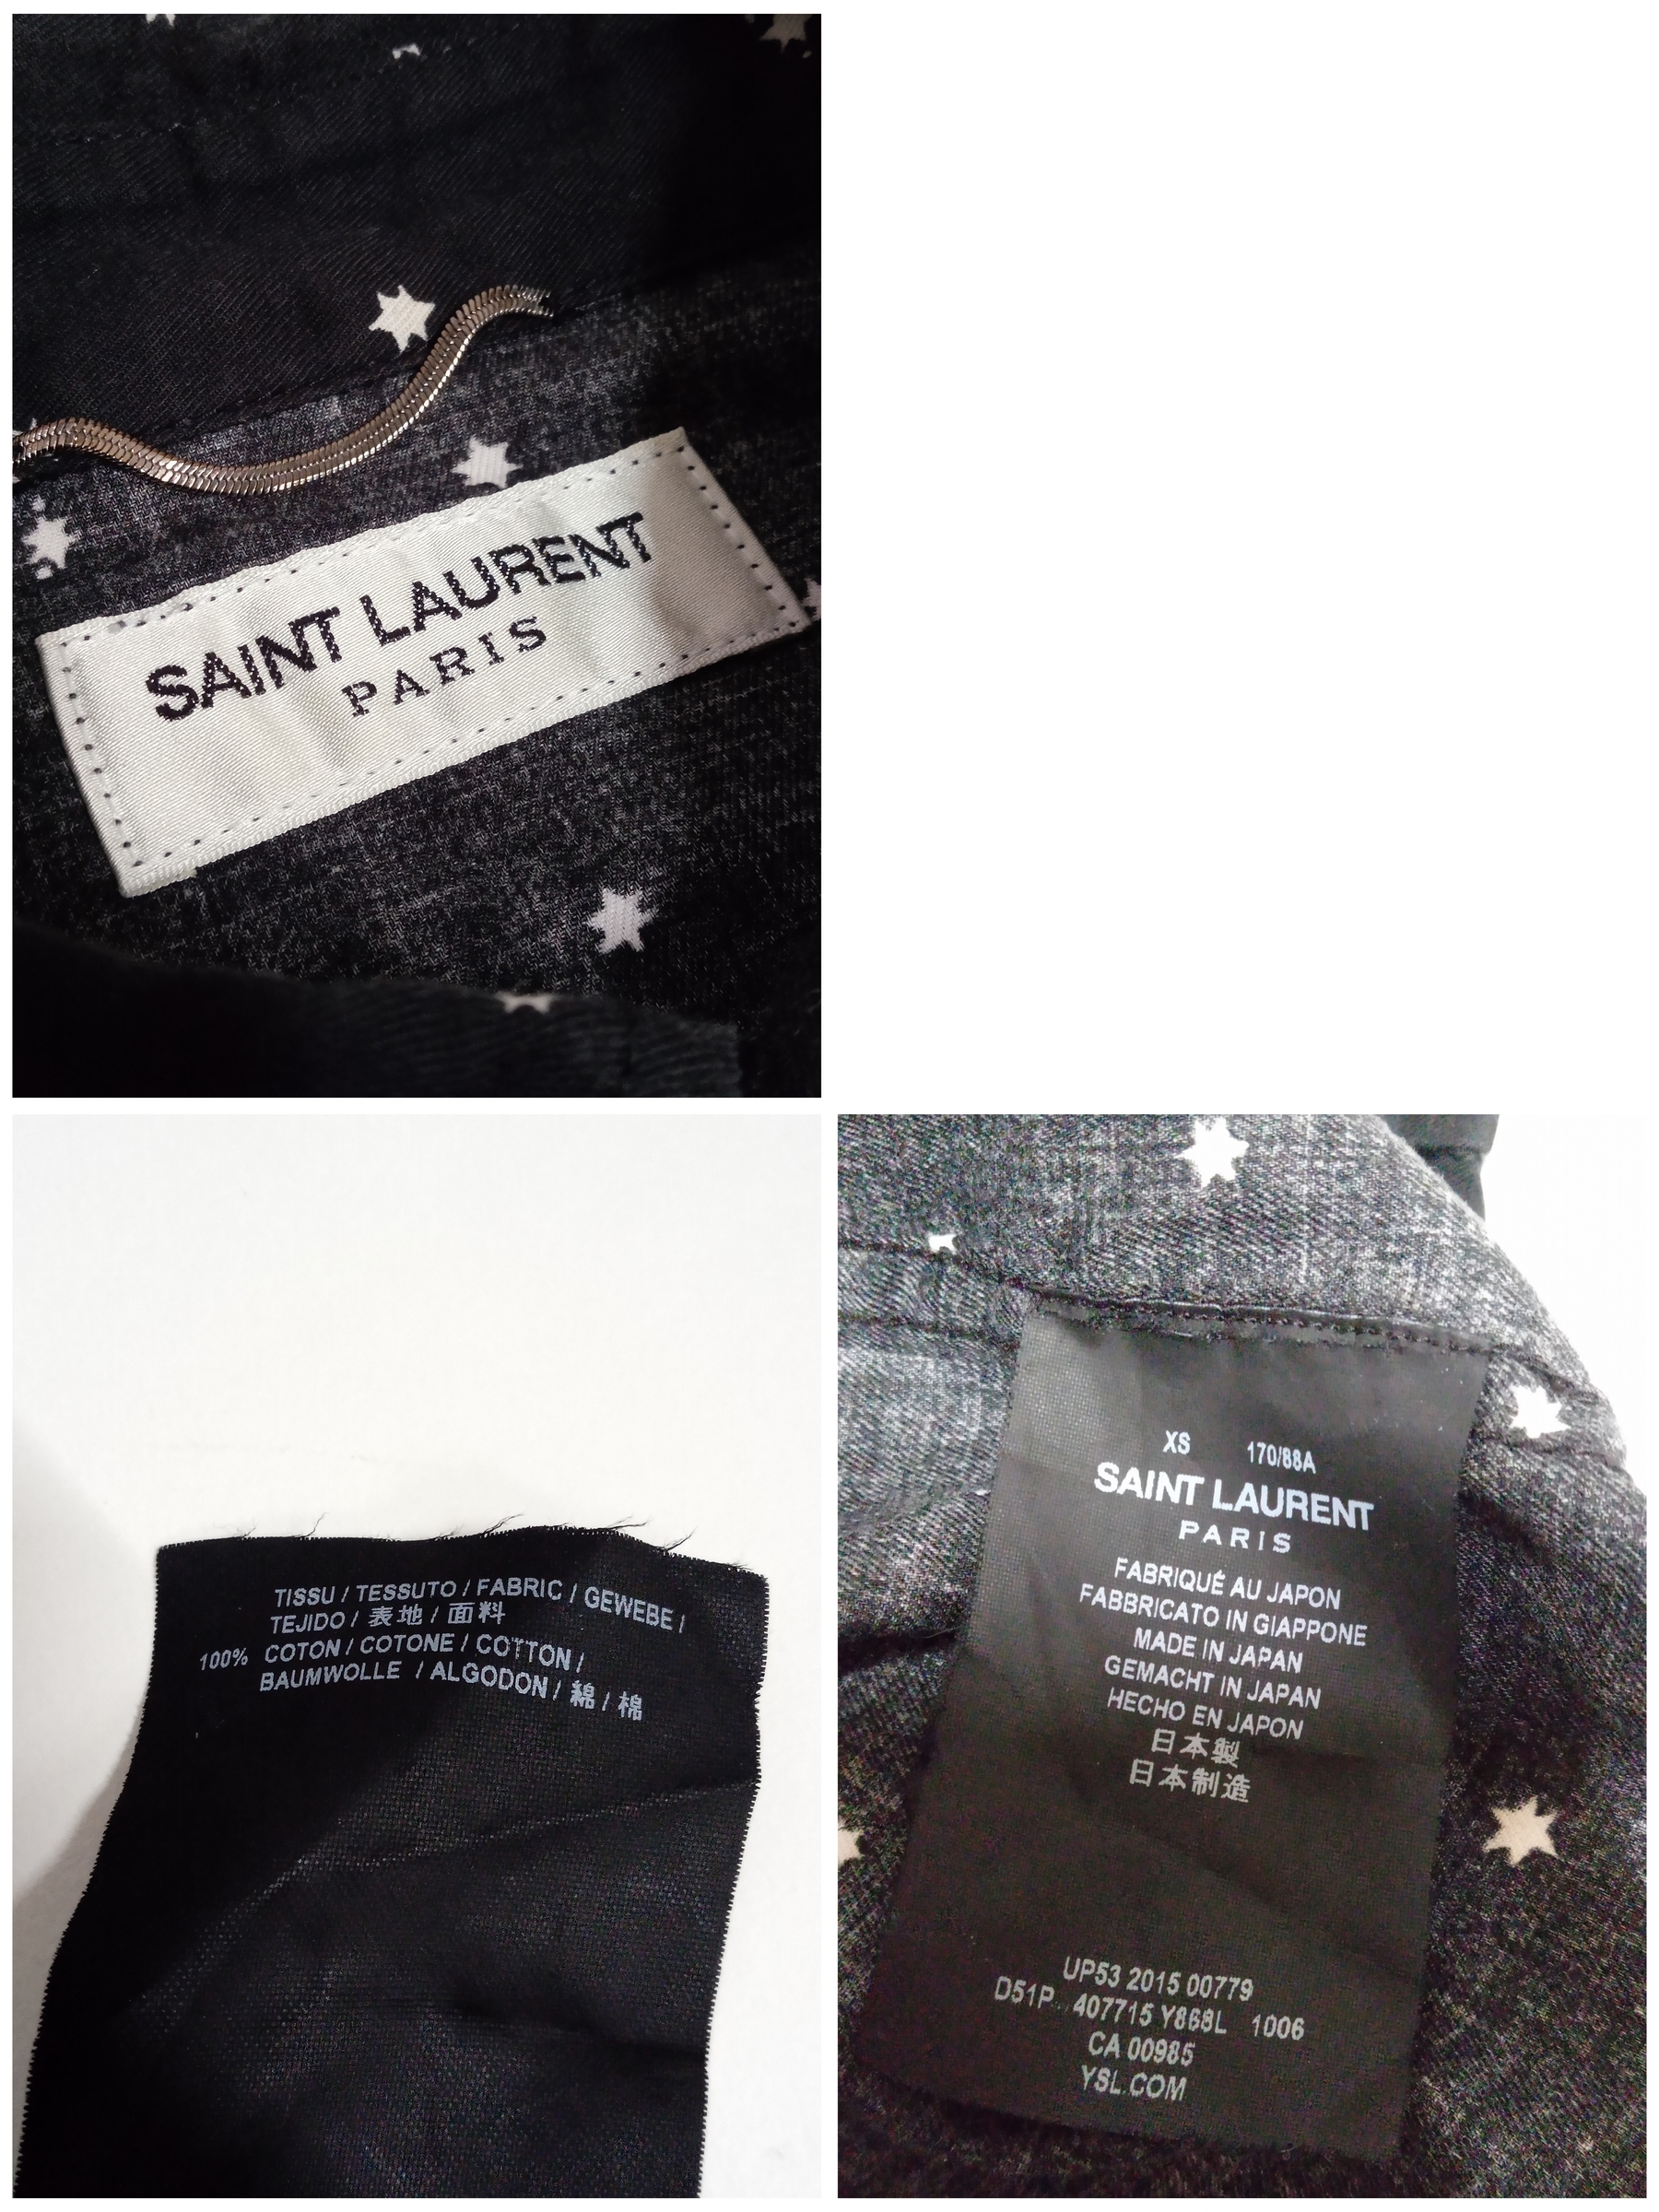 SAINT LAURENT
PARIS
TISSU / TESSUTO / FABRIC / GEWEBE /
TEJIDO / 表地 / 面料
100% COTON / COTONE / COTTON /
BAUMWOLLE / ALGODON / 綿 / 棉
XS 170/88A
SAINT LAURENT
PARIS
FABRIQUÉ AU JAPON
FABBRICATO IN GIAPPONE
MADE IN JAPAN
GEMACHT IN JAPAN
HECHO EN JAPON
日本製
日本制造
UP53 2015 00779
D51P 407715 Y868L 1006
CA 00985
YSL.COM